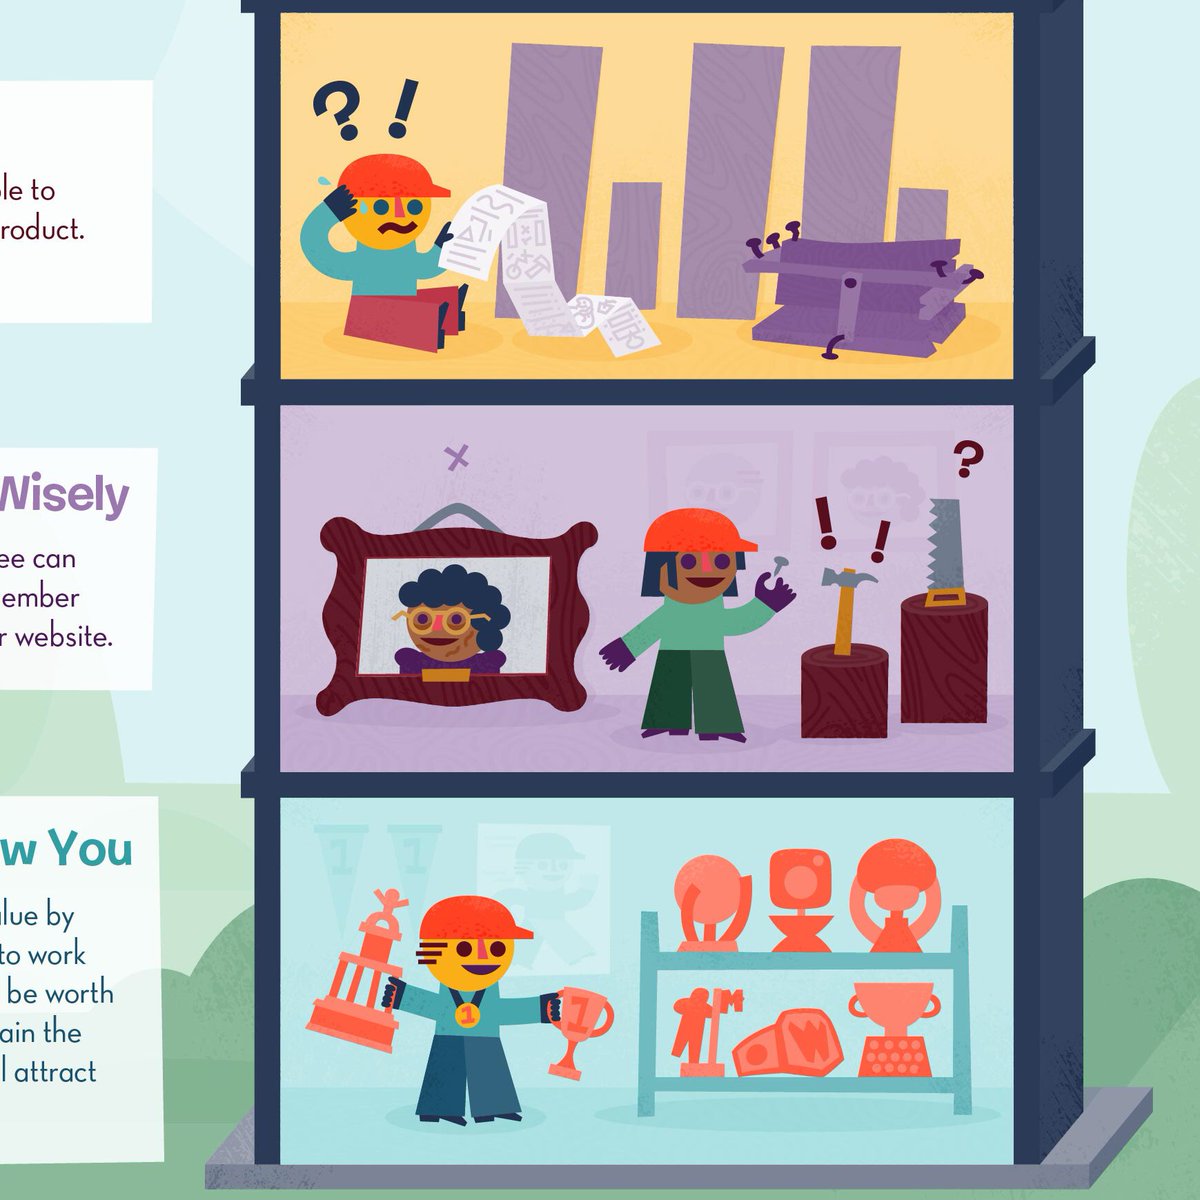 ? !
le to
roduct.
Wisely
ee can
ember
r website.
?
! !
1 1
w You
lue by
to work
be worth
ain the
l attract
1
1
M
W